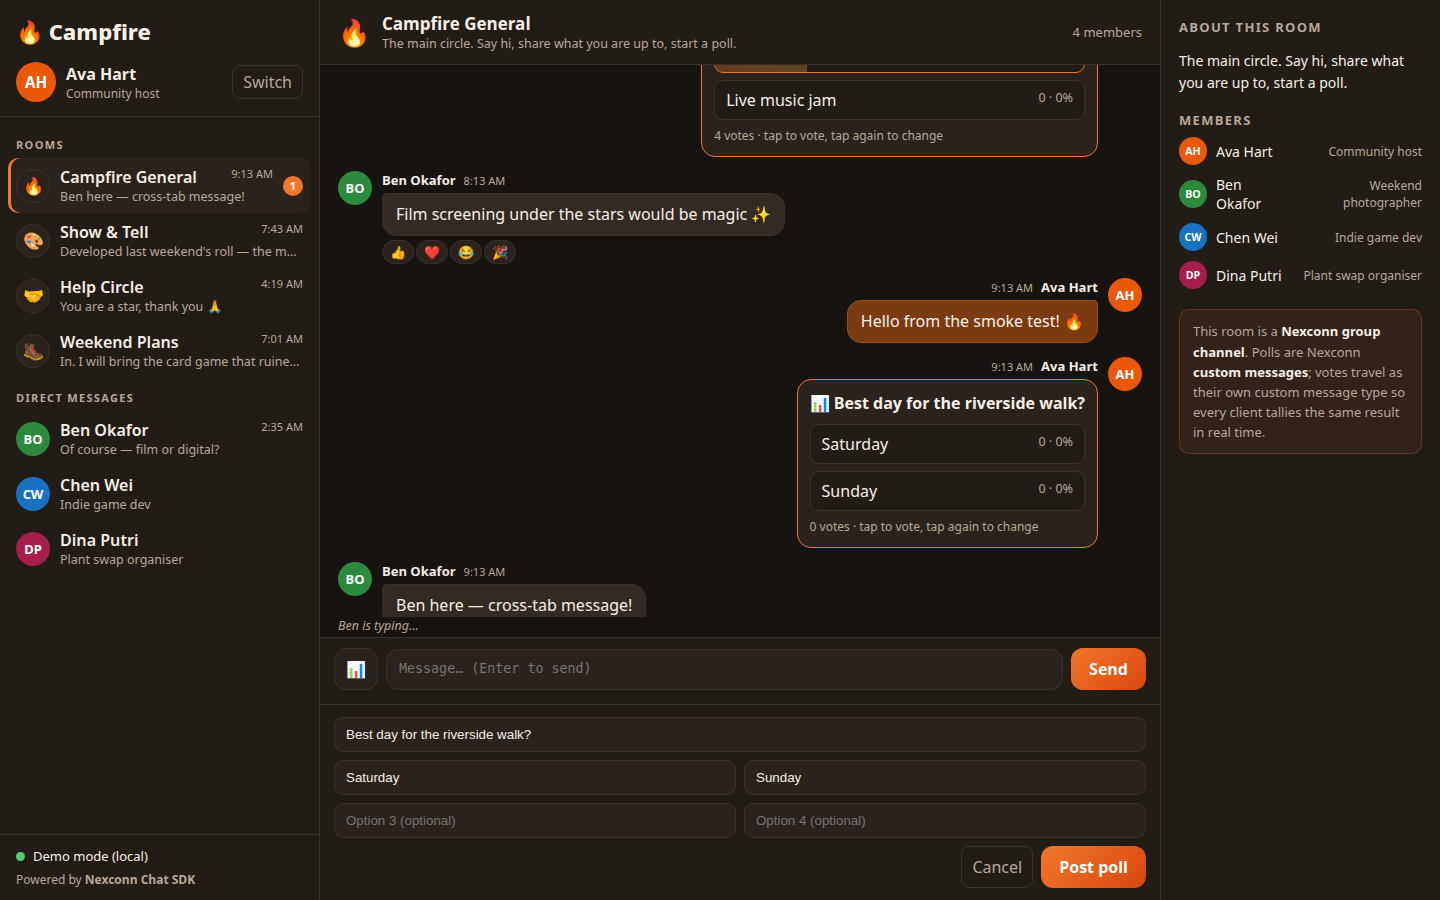 Campfire
AH
Ava Hart
Community host
Switch
ROOMS
Campfire General
9:13 AM
Ben here — cross-tab message!
1
Show & Tell
7:43 AM
Developed last weekend's roll — the m...
Help Circle
4:19 AM
You are a star, thank you 🙏
Weekend Plans
7:01 AM
In. I will bring the card game that ruine...
DIRECT MESSAGES
BO
Ben Okafor
2:35 AM
Of course — film or digital?
CW
Chen Wei
Indie game dev
DP
Dina Putri
Plant swap organiser
Demo mode (local)
Powered by Nexconn Chat SDK
Campfire General
The main circle. Say hi, share what you are up to, start a poll.
4 members
Live music jam
0 · 0%
4 votes · tap to vote, tap again to change
BO
Ben Okafor 8:13 AM
Film screening under the stars would be magic ✨
👍 ❤️ 😂 🎉
9:13 AM Ava Hart
AH
Hello from the smoke test! 🔥
9:13 AM Ava Hart
AH
📊 Best day for the riverside walk?
Saturday
0 · 0%
Sunday
0 · 0%
0 votes · tap to vote, tap again to change
BO
Ben Okafor 9:13 AM
Ben here — cross-tab message!
Ben is typing…
Message… (Enter to send)
Send
Best day for the riverside walk?
Saturday
Sunday
Option 3 (optional)
Option 4 (optional)
Cancel
Post poll
ABOUT THIS ROOM
The main circle. Say hi, share what
you are up to, start a poll.
MEMBERS
AH
Ava Hart
Community host
BO
Ben
Okafor
Weekend
photographer
CW
Chen Wei
Indie game dev
DP
Dina Putri
Plant swap organiser
This room is a Nexconn group
channel. Polls are Nexconn
custom messages; votes travel as
their own custom message type so
every client tallies the same result
in real time.